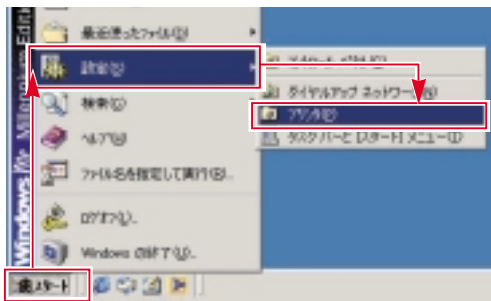 最近使ったファイル(D)
設定(S)
検索(C)
ヘルプ(H)
ファイル名を指定して実行(R)...
ログオフ(L)...
Windows の終了(U)...
コントロール パネル(C)
ダイヤルアップ ネットワーク(N)
プリンタ(P)
タスク バーと [スタート] メニュー(T)
Windows Me Millennium Edition
スタート